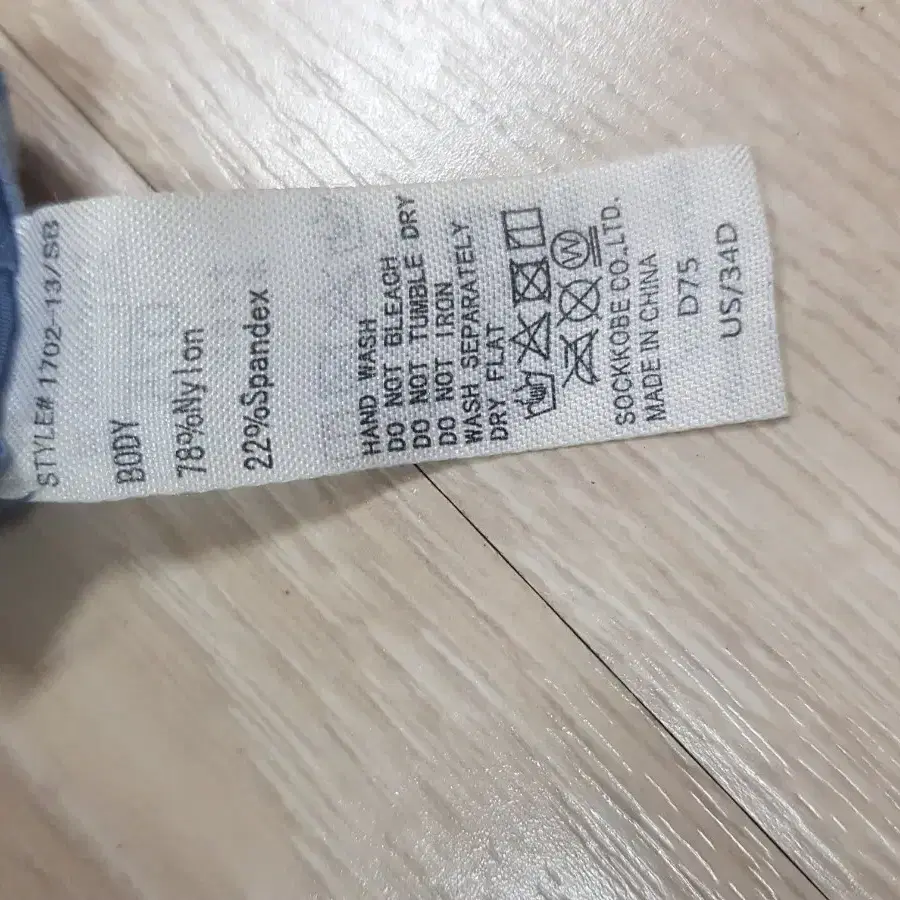 STYLE#1702-13/SB
BODY
78%Nylon
22%Spandex
HAND WASH
DO NOT BLEACH
DO NOT TUMBLE DRY
DO NOT IRON
WASH SEPARATELY
DRY FLAT
W
SOCKKOBE CO.,LTD.
MADE IN CHINA
D75
US/34D